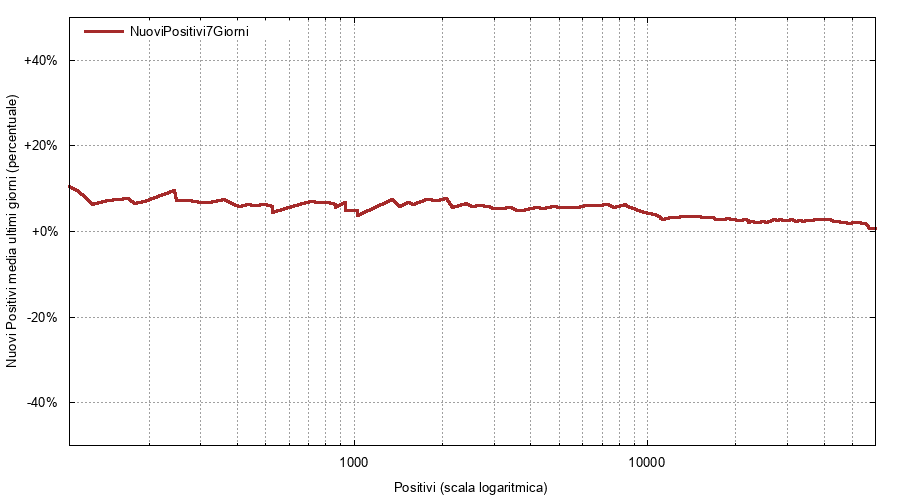 NuoviPositivi7Giorni
+40%
+20%
+0%
-20%
-40%
Nuovi Positivi media ultimi giorni (percentuale)
1000 10000
Positivi (scala logaritmica)